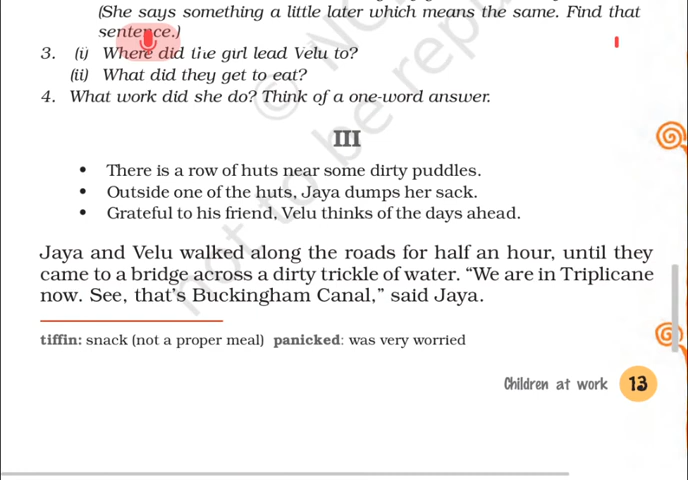 (She says something a little later which means the same. Find that
sentence.)
3. (i) Where did the girl lead Velu to?
(ii) What did they get to eat?
4. What work did she do? Think of a one-word answer.
III
• There is a row of huts near some dirty puddles.
• Outside one of the huts, Jaya dumps her sack.
• Grateful to his friend, Velu thinks of the days ahead.
Jaya and Velu walked along the roads for half an hour, until they
came to a bridge across a dirty trickle of water. “We are in Triplicane
now. See, that’s Buckingham Canal,” said Jaya.
tiffin: snack (not a proper meal) panicked: was very worried
Children at work 13
not to be repu
© NC